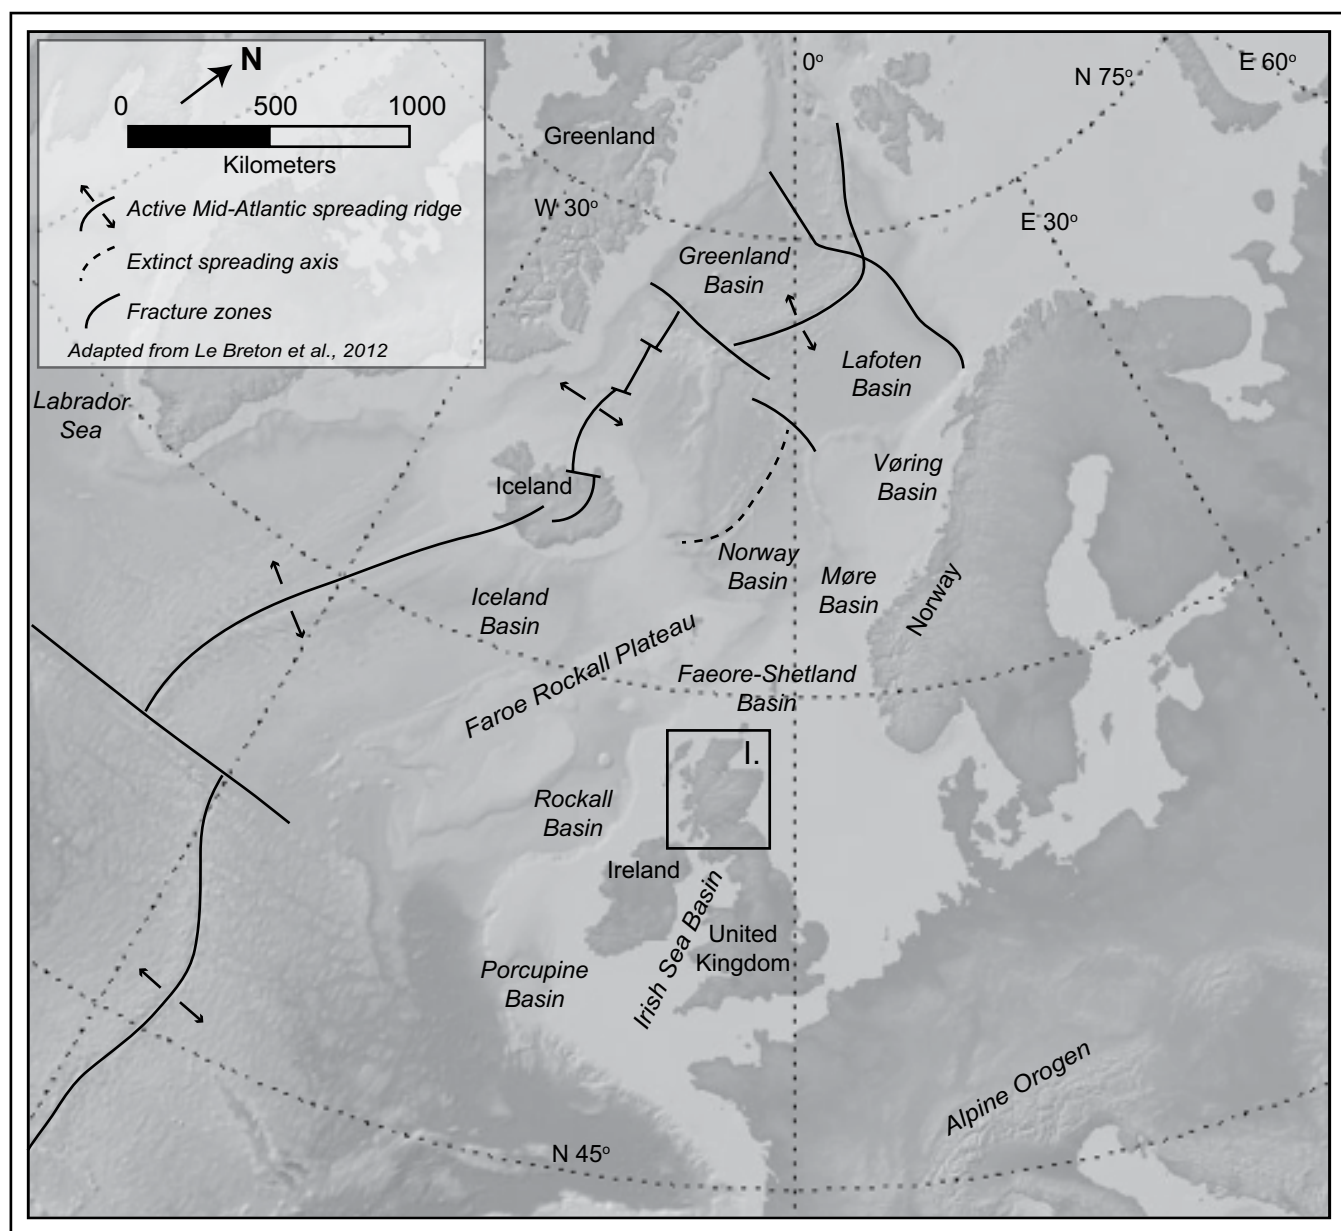 N
0 500 1000
Kilometers
Active Mid-Atlantic spreading ridge
Extinct spreading axis
Fracture zones
Adapted from Le Breton et al., 2012
0°
E 60°
N 75°
Greenland
W 30°
E 30°
Greenland
Basin
Lafoten
Basin
Labrador
Sea
Vøring
Basin
Iceland
Norway
Basin
Møre
Basin
Norway
Iceland
Basin
Faroe Rockall Plateau
Faeore-Shetland
Basin
I.
Rockall
Basin
Ireland
Irish Sea Basin
United
Kingdom
Porcupine
Basin
Alpine Orogen
N 45°